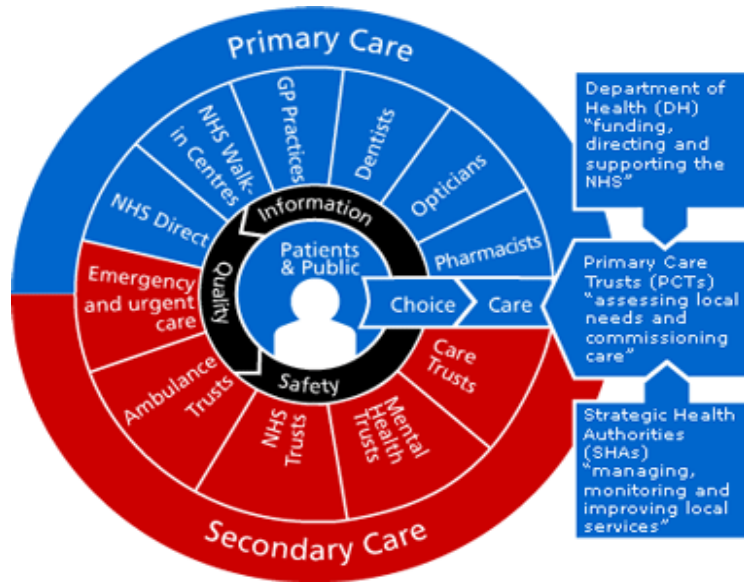 Primary Care
NHS Direct
NHS Walk-
in Centres
GP Practices
Dentists
Opticians
Pharmacists
Information
Quality
Safety
Patients
& Public
Choice
Care
Emergency
and urgent
care
Ambulance
Trusts
NHS
Trusts
Mental
Health
Trusts
Care
Trusts
Secondary Care
Department of
Health (DH)
“funding,
directing and
supporting the
NHS”
Primary Care
Trusts (PCTs)
“assessing local
needs and
commissioning
care”
Strategic Health
Authorities
(SHAs)
“managing,
monitoring and
improving local
services”